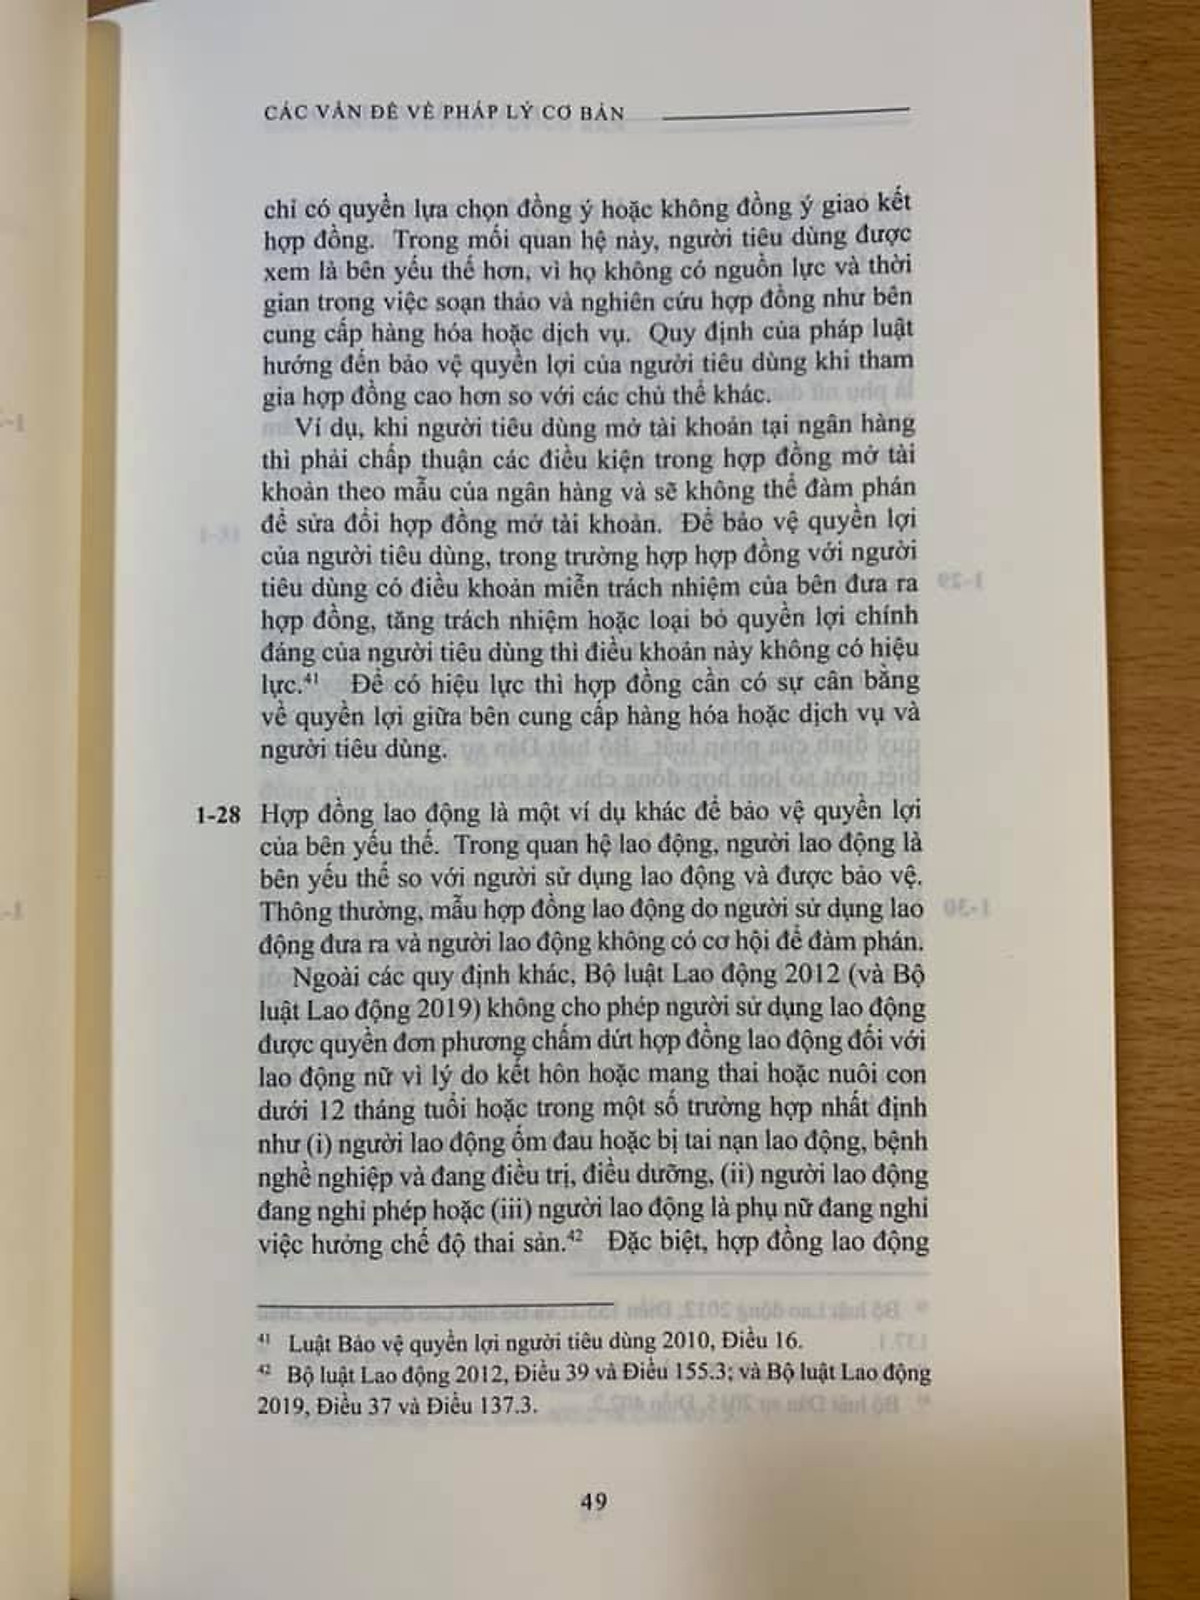 CÁC VẤN ĐỀ VỀ PHÁP LÝ CƠ BẢN
chỉ có quyền lựa chọn đồng ý hoặc không đồng ý giao kết
hợp đồng. Trong mối quan hệ này, người tiêu dùng được
xem là bên yếu thế hơn, vì họ không có nguồn lực và thời
gian trong việc soạn thảo và nghiên cứu hợp đồng như bên
cung cấp hàng hóa hoặc dịch vụ. Quy định của pháp luật
hướng đến bảo vệ quyền lợi của người tiêu dùng khi tham
gia hợp đồng cao hơn so với các chủ thể khác.
Ví dụ, khi người tiêu dùng mở tài khoản tại ngân hàng
thì phải chấp thuận các điều kiện trong hợp đồng mở tài
khoản theo mẫu của ngân hàng và sẽ không thể đàm phán
để sửa đổi hợp đồng mở tài khoản. Để bảo vệ quyền lợi
của người tiêu dùng, trong trường hợp hợp đồng với người
tiêu dùng có điều khoản miễn trách nhiệm của bên đưa ra
hợp đồng, tăng trách nhiệm hoặc loại bỏ quyền lợi chính
đáng của người tiêu dùng thì điều khoản này không có hiệu
lực.⁴¹ Để có hiệu lực thì hợp đồng cần có sự cân bằng
về quyền lợi giữa bên cung cấp hàng hóa hoặc dịch vụ và
người tiêu dùng.
1-28 Hợp đồng lao động là một ví dụ khác để bảo vệ quyền lợi
của bên yếu thế. Trong quan hệ lao động, người lao động là
bên yếu thế so với người sử dụng lao động và được bảo vệ.
Thông thường, mẫu hợp đồng lao động do người sử dụng lao
động đưa ra và người lao động không có cơ hội để đàm phán.
Ngoài các quy định khác, Bộ luật Lao động 2012 (và Bộ
luật Lao động 2019) không cho phép người sử dụng lao động
được quyền đơn phương chấm dứt hợp đồng lao động đối với
lao động nữ vì lý do kết hôn hoặc mang thai hoặc nuôi con
dưới 12 tháng tuổi hoặc trong một số trường hợp nhất định
như (i) người lao động ốm đau hoặc bị tai nạn lao động, bệnh
nghề nghiệp và đang điều trị, điều dưỡng, (ii) người lao động
đang nghỉ phép hoặc (iii) người lao động là phụ nữ đang nghỉ
việc hưởng chế độ thai sản.⁴² Đặc biệt, hợp đồng lao động
⁴¹ Luật Bảo vệ quyền lợi người tiêu dùng 2010, Điều 16.
⁴² Bộ luật Lao động 2012, Điều 39 và Điều 155.3; và Bộ luật Lao động
2019, Điều 37 và Điều 137.3.
49